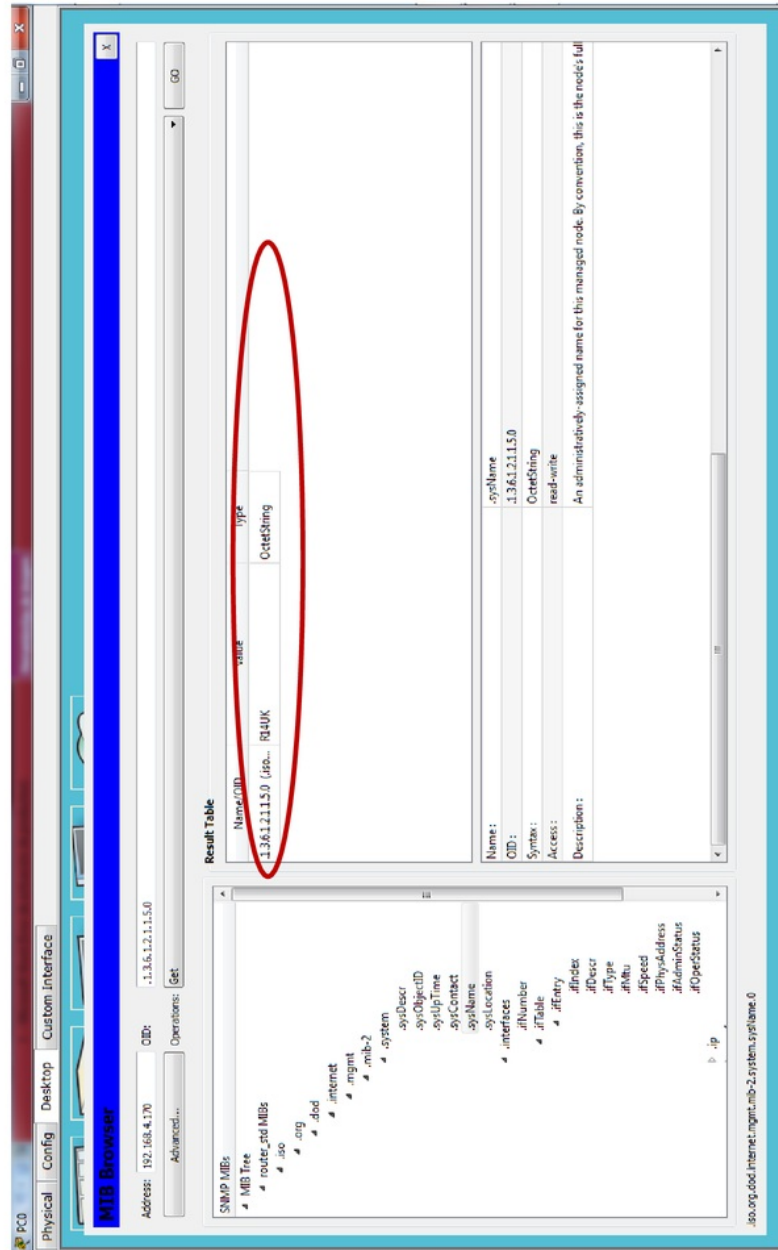 PC0
Physical Config Desktop Custom Interface
MIB Browser
X
Address: 192.168.4.170 OID: .1.3.6.1.2.1.1.5.0
Advanced... Operations: Get GO
SNMP MIBs
MIB Tree
router_std MIBs
.iso
.org
.dod
.internet
.mgmt
.mib-2
.system
.sysDescr
.sysObjectID
.sysUpTime
.sysContact
.sysName
.sysLocation
.interfaces
.ifNumber
.ifTable
.ifEntry
.ifIndex
.ifDescr
.ifType
.ifMtu
.ifSpeed
.ifPhysAddress
.ifAdminStatus
.ifOperStatus
.ip
Result Table
Name/OID Value Type
.1.3.6.1.2.1.1.5.0 (.iso... R14UK OctetString
Name : .sysName
OID : .1.3.6.1.2.1.1.5.0
Syntax : OctetString
Access : read-write
Description : An administratively-assigned name for this managed node. By convention, this is the node's full
.iso.org.dod.internet.mgmt.mib-2.system.sysName.0